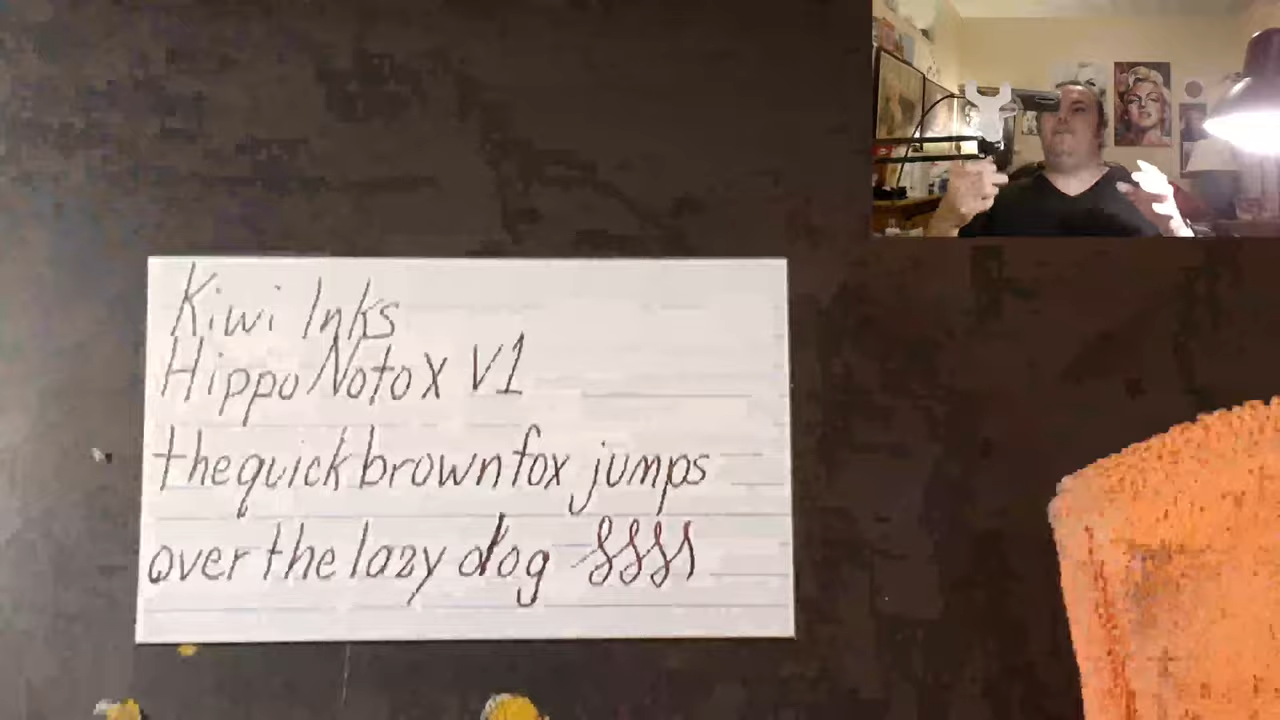 Kiwi Inks
Hippo Noto X V1
the quick brown fox jumps
over the lazy dog